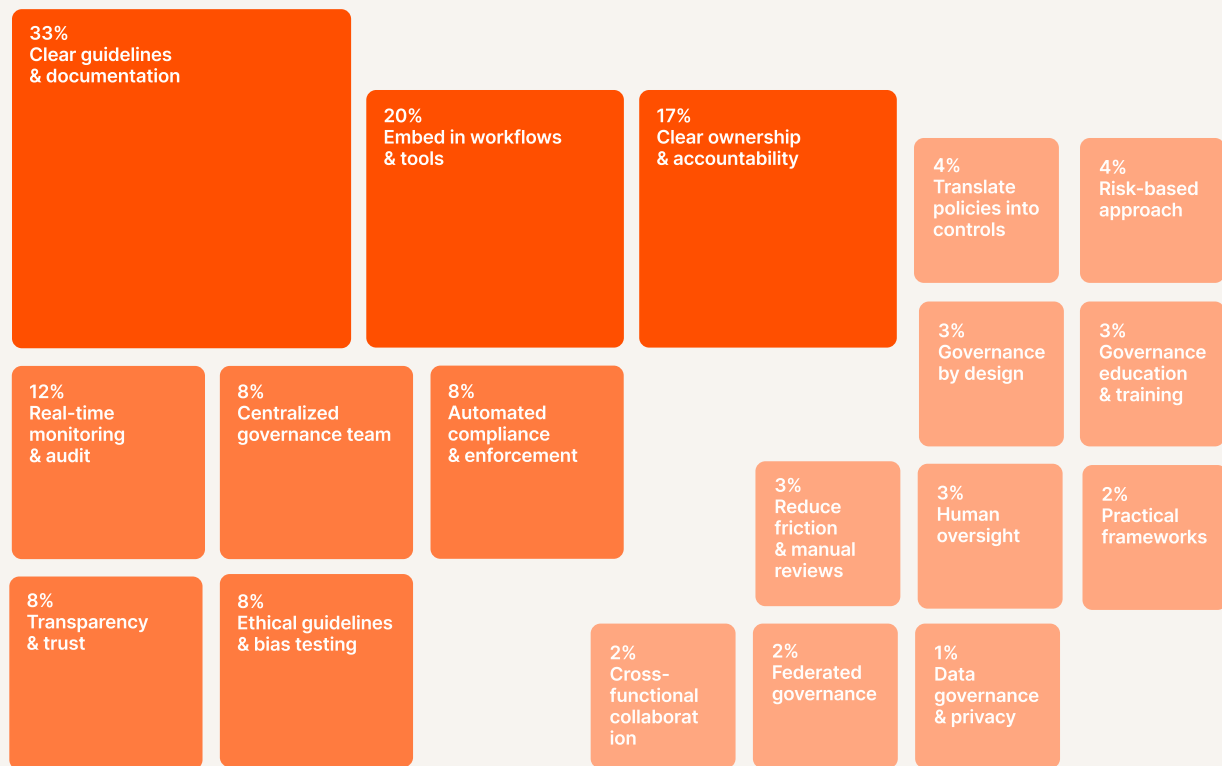 33%
Clear guidelines
& documentation
20%
Embed in workflows
& tools
17%
Clear ownership
& accountability
4%
Translate
policies into
controls
4%
Risk-based
approach
3%
Governance
by design
3%
Governance
education
& training
12%
Real-time
monitoring
& audit
8%
Centralized
governance team
8%
Automated
compliance
& enforcement
3%
Reduce
friction
& manual
reviews
3%
Human
oversight
2%
Practical
frameworks
8%
Transparency
& trust
8%
Ethical guidelines
& bias testing
2%
Cross-
functional
collaborat
ion
2%
Federated
governance
1%
Data
governance
& privacy